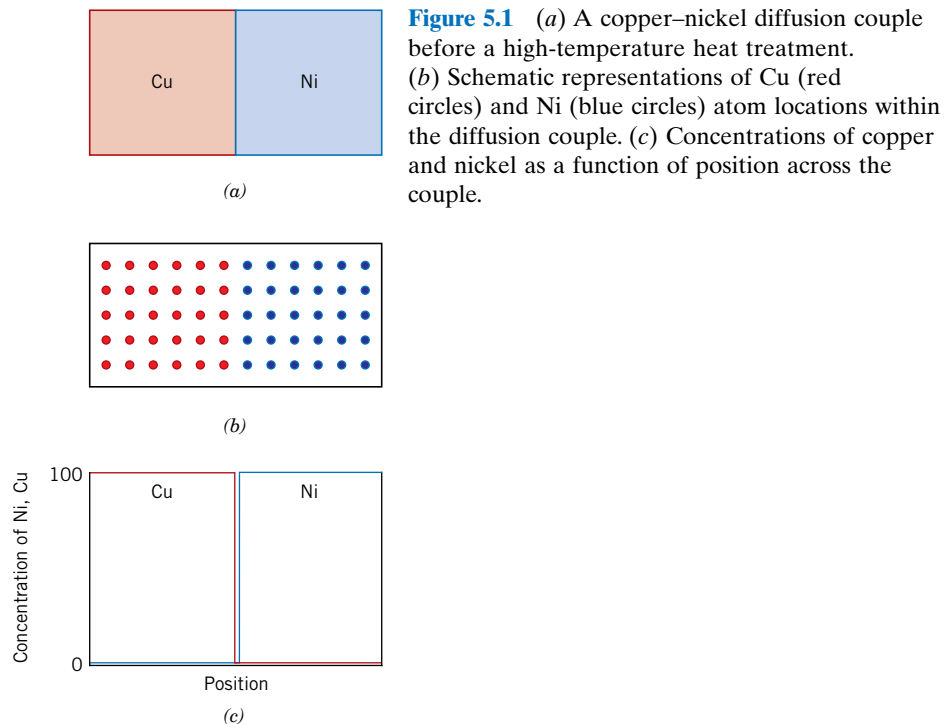 Cu
Ni
(a)
Figure 5.1 (a) A copper–nickel diffusion couple
before a high-temperature heat treatment.
(b) Schematic representations of Cu (red
circles) and Ni (blue circles) atom locations within
the diffusion couple. (c) Concentrations of copper
and nickel as a function of position across the
couple.
(b)
Concentration of Ni, Cu
100
Cu
Ni
0
Position
(c)